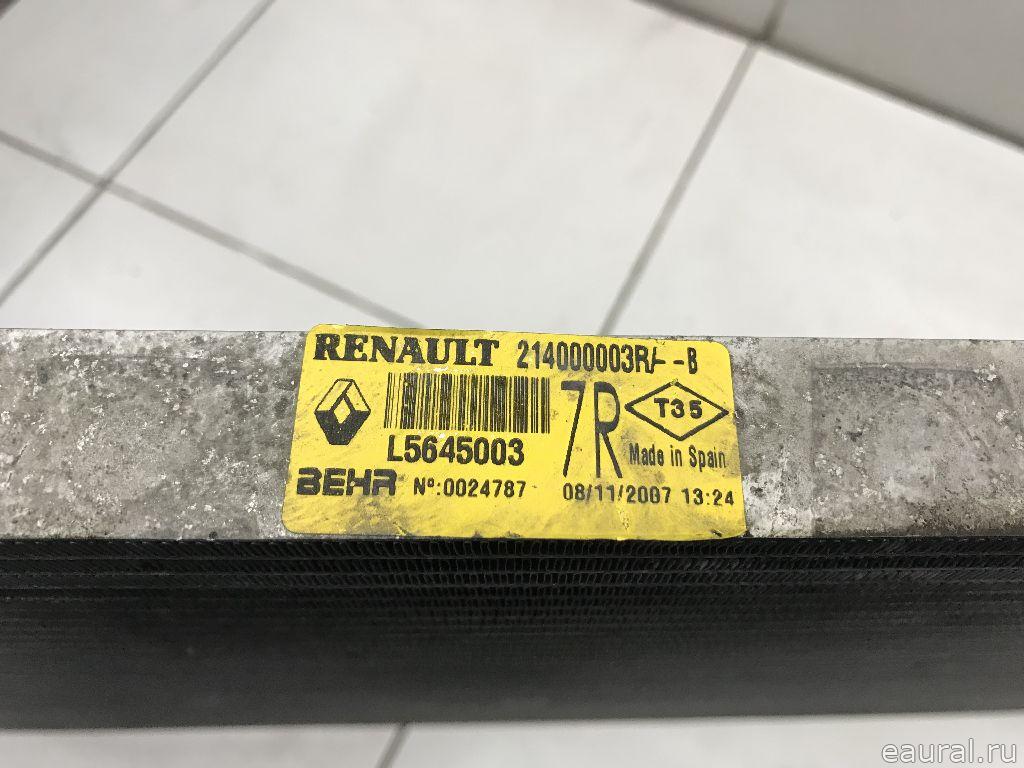 RENAULT 214000003R/- -B
7R T35
L5645003 Made in Spain
BEHR Nº:0024787 08/11/2007 13:24
eaural.ru